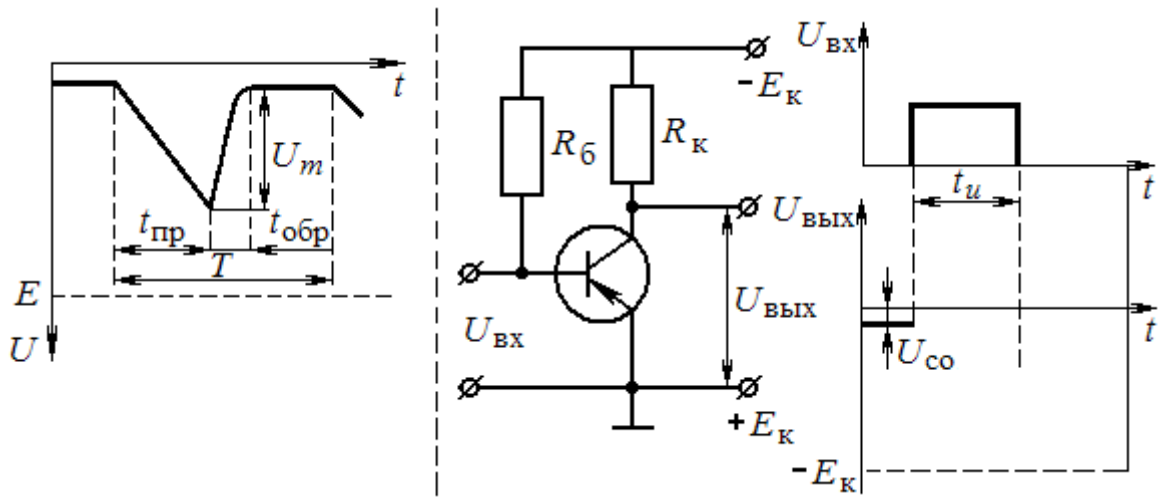 t
U_m
t_пр
t_обр
T
E
U
- E_к
R_б
R_к
U_вх
U_вых
+ E_к
U_вх
t
t_и
U_вых
U_со
t
- E_к